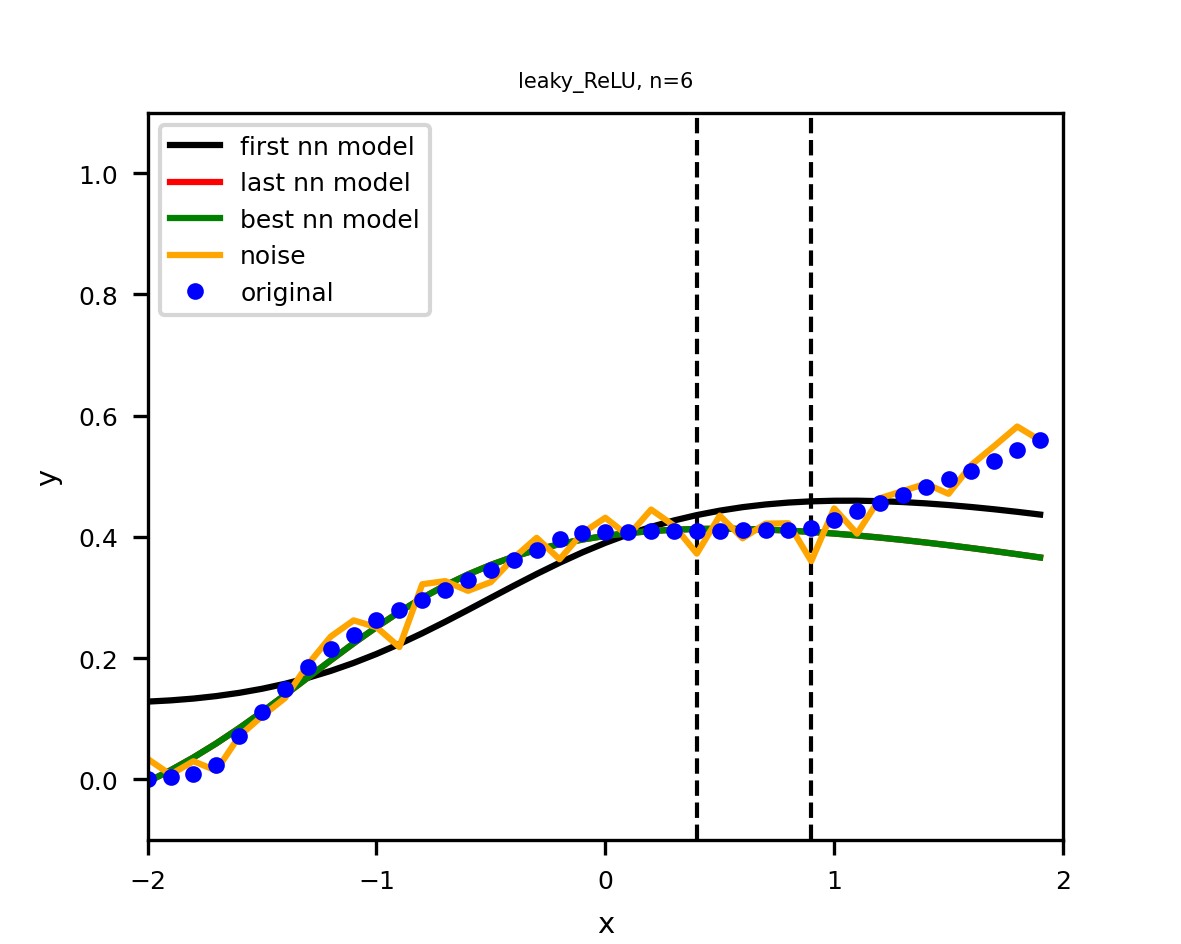 leaky_ReLU, n=6
first nn model
last nn model
best nn model
noise
original
1.0
0.8
0.6
0.4
0.2
0.0
y
−2
−1
0
1
2
x